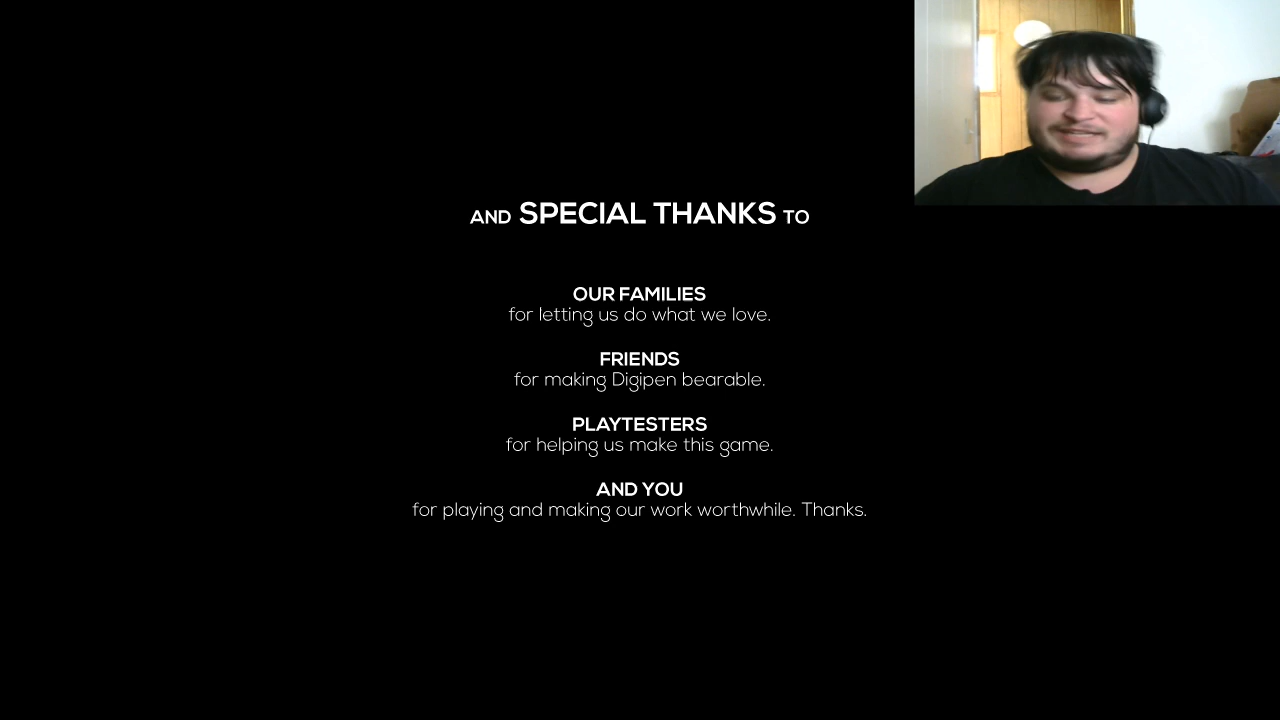 AND SPECIAL THANKS TO
OUR FAMILIES
for letting us do what we love.
FRIENDS
for making Digipen bearable.
PLAYTESTERS
for helping us make this game.
AND YOU
for playing and making our work worthwhile. Thanks.